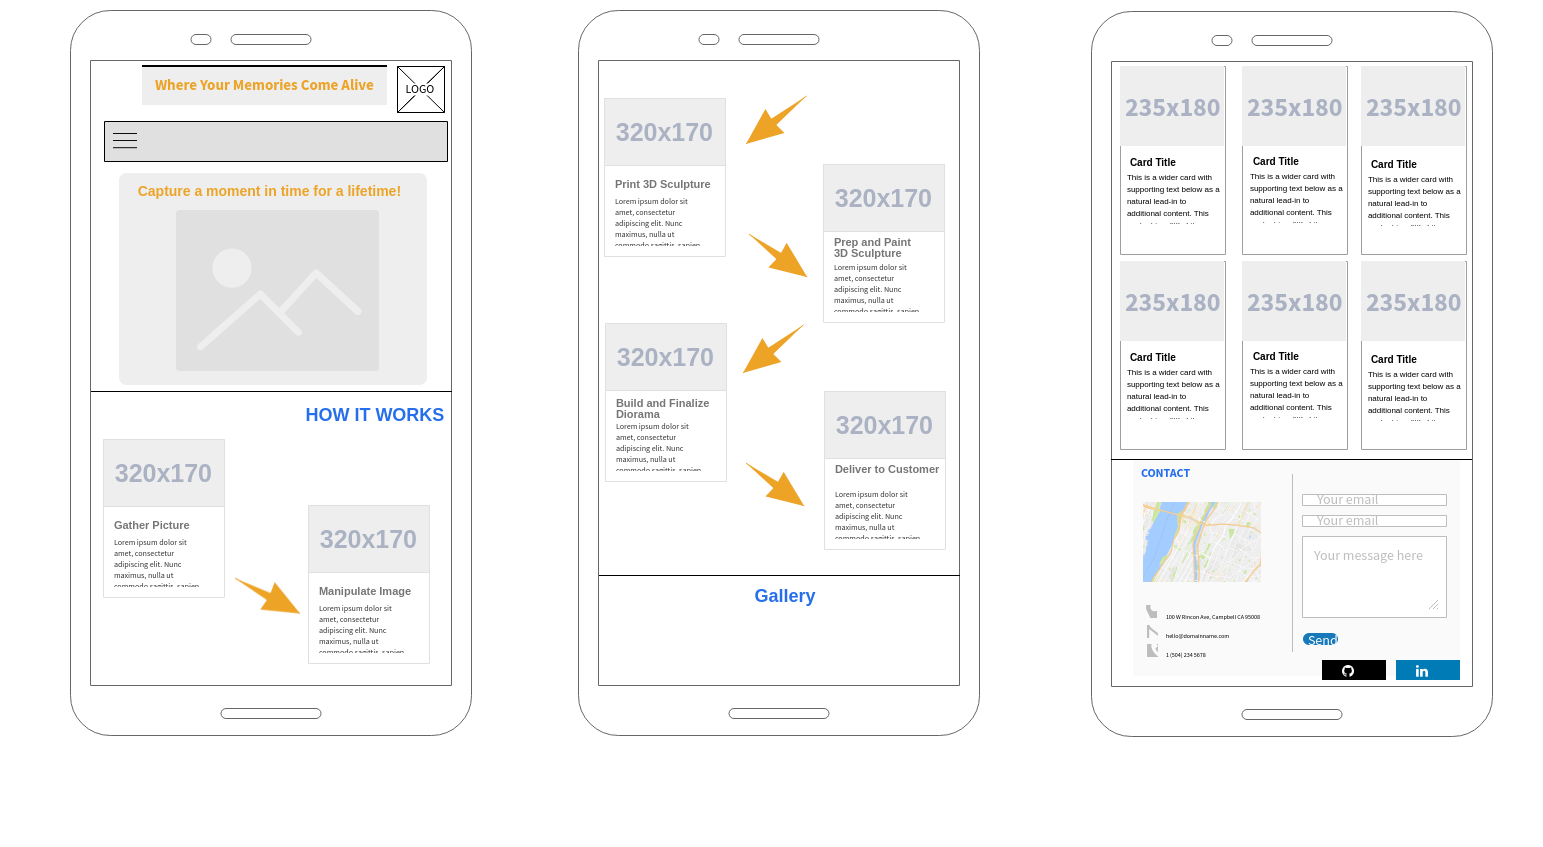 Where Your Memories Come Alive
LOGO
Capture a moment in time for a lifetime!
HOW IT WORKS
320x170
Gather Picture
Lorem ipsum dolor sit
amet, consectetur
adipiscing elit. Nunc
maximus, nulla ut
commodo sagittis, sapien
320x170
Manipulate Image
Lorem ipsum dolor sit
amet, consectetur
adipiscing elit. Nunc
maximus, nulla ut
commodo sagittis, sapien
320x170
Print 3D Sculpture
Lorem ipsum dolor sit
amet, consectetur
adipiscing elit. Nunc
maximus, nulla ut
commodo sagittis, sapien
320x170
Prep and Paint
3D Sculpture
Lorem ipsum dolor sit
amet, consectetur
adipiscing elit. Nunc
maximus, nulla ut
commodo sagittis, sapien
320x170
Build and Finalize
Diorama
Lorem ipsum dolor sit
amet, consectetur
adipiscing elit. Nunc
maximus, nulla ut
commodo sagittis, sapien
320x170
Deliver to Customer
Lorem ipsum dolor sit
amet, consectetur
adipiscing elit. Nunc
maximus, nulla ut
commodo sagittis, sapien
Gallery
235x180
Card Title
This is a wider card with
supporting text below as a
natural lead-in to
additional content. This
235x180
Card Title
This is a wider card with
supporting text below as a
natural lead-in to
additional content. This
235x180
Card Title
This is a wider card with
supporting text below as a
natural lead-in to
additional content. This
235x180
Card Title
This is a wider card with
supporting text below as a
natural lead-in to
additional content. This
235x180
Card Title
This is a wider card with
supporting text below as a
natural lead-in to
additional content. This
235x180
Card Title
This is a wider card with
supporting text below as a
natural lead-in to
additional content. This
CONTACT
100 W Rincon Ave, Campbell CA 95008
hello@domainname.com
1 (504) 234 5678
Your email
Your email
Your message here
Send
in